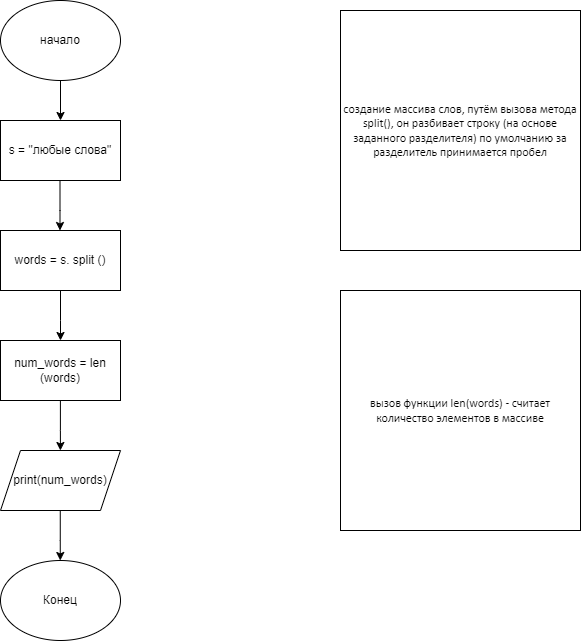 начало
s = "любые слова"
words = s. split ()
num_words = len
(words)
print(num_words)
Конец
создание массива слов, путём вызова метода
split(), он разбивает строку (на основе
заданного разделителя) по умолчанию за
разделитель принимается пробел
вызов функции len(words) - считает
количество элементов в массиве